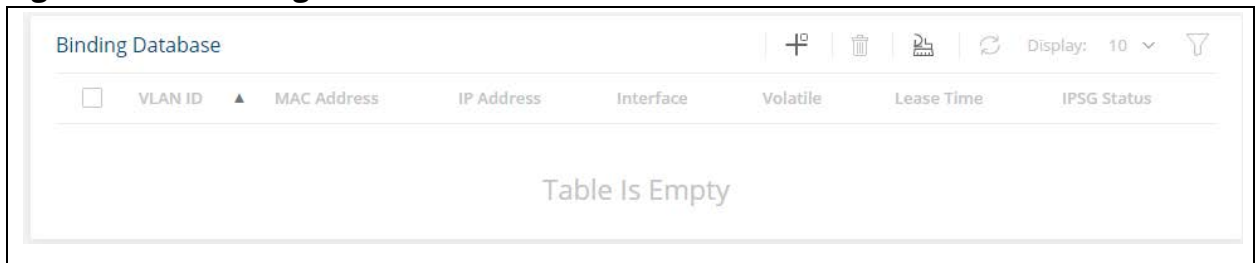 Binding Database Display: 10
VLAN ID MAC Address IP Address Interface Volatile Lease Time IPSG Status
Table Is Empty